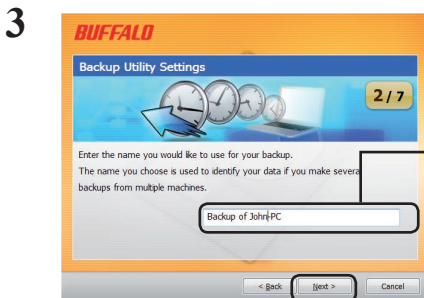 3
BUFFALO
Backup Utility Settings
2 / 7
Enter the name you would like to use for your backup.
The name you choose is used to identify your data if you make severa
backups from multiple machines.
Backup of John-PC
< Back
Next >
Cancel